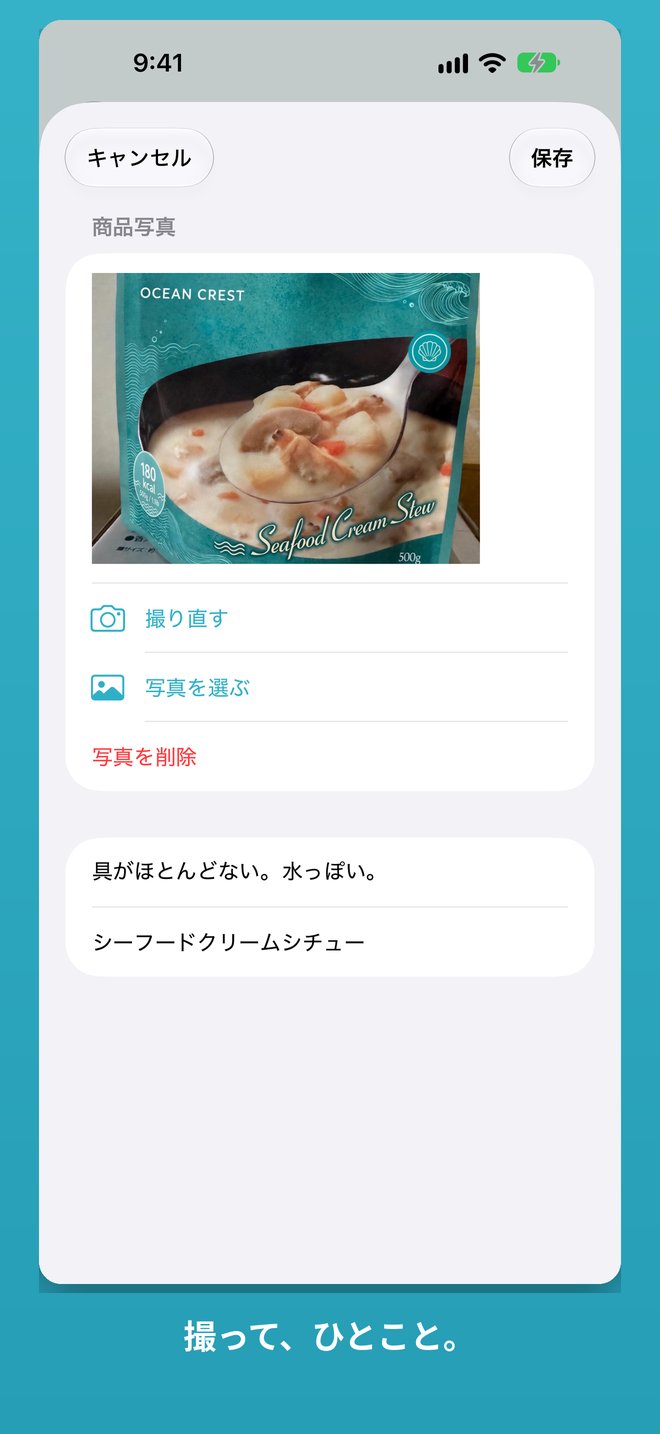 9:41
キャンセル
保存
商品写真
OCEAN CREST
180
kcal
Seafood Cream Stew
500g
撮り直す
写真を選ぶ
写真を削除
具がほとんどない。水っぽい。
シーフードクリームシチュー
撮って、ひとこと。